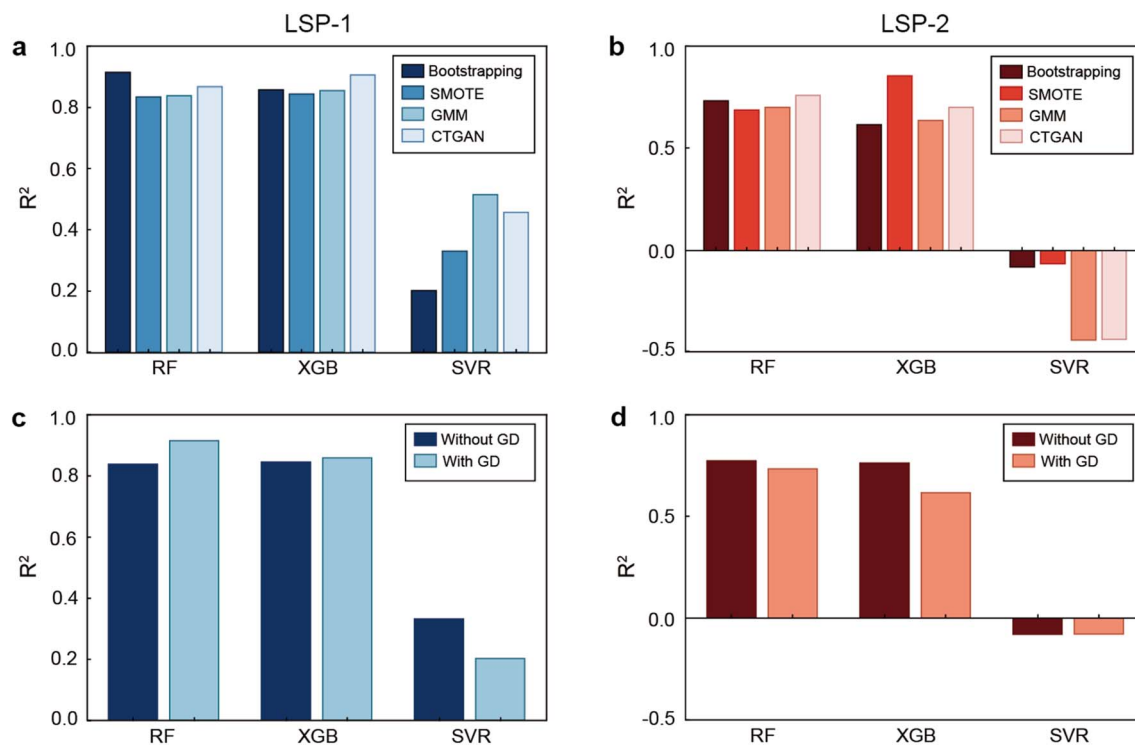 LSP-1
LSP-2
a
1.0
0.8
0.6
0.4
0.2
0.0
R²
Bootstrapping
SMOTE
GMM
CTGAN
RF XGB SVR
b
1.0
0.5
0.0
-0.5
R²
Bootstrapping
SMOTE
GMM
CTGAN
RF XGB SVR
c
1.0
0.8
0.6
0.4
0.2
0.0
R²
Without GD
With GD
RF XGB SVR
d
1.0
0.5
0.0
-0.5
R²
Without GD
With GD
RF XGB SVR